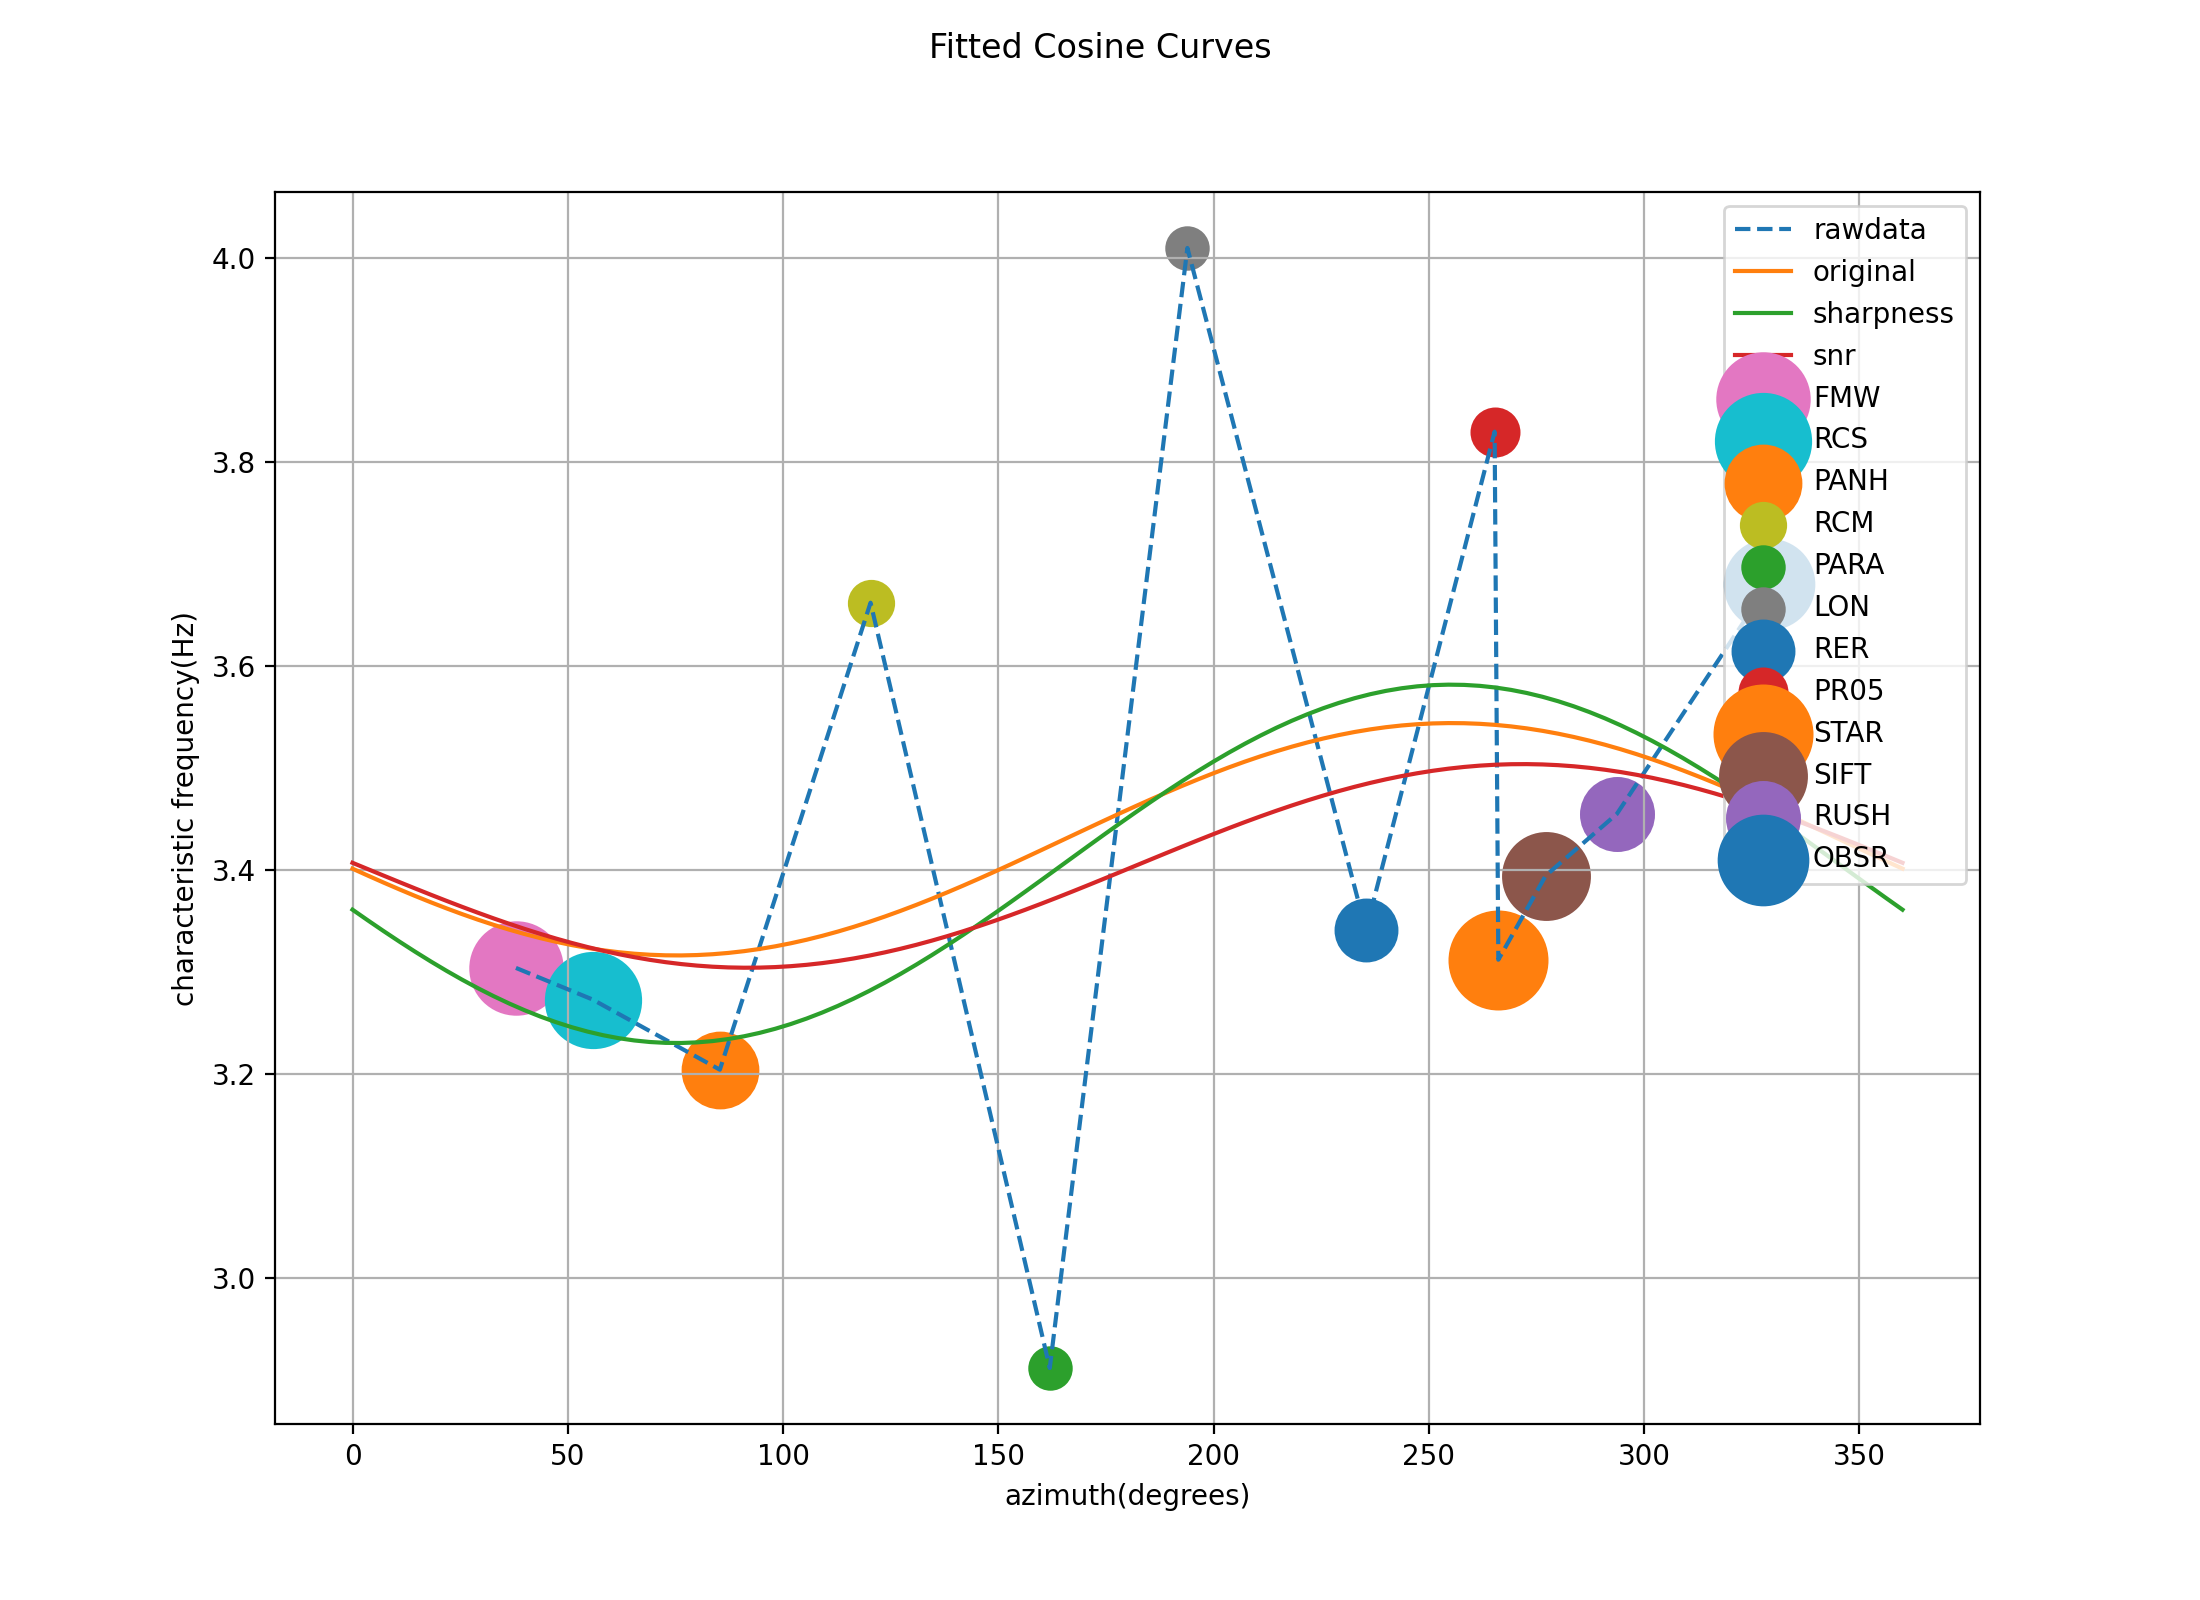 Fitted Cosine Curves
characteristic frequency(Hz)
4.0
3.8
3.6
3.4
3.2
3.0
0 50 100 150 200 250 300 350
azimuth(degrees)
rawdata
original
sharpness
snr
FMW
RCS
PANH
RCM
PARA
LON
RER
PR05
STAR
SIFT
RUSH
OBSR